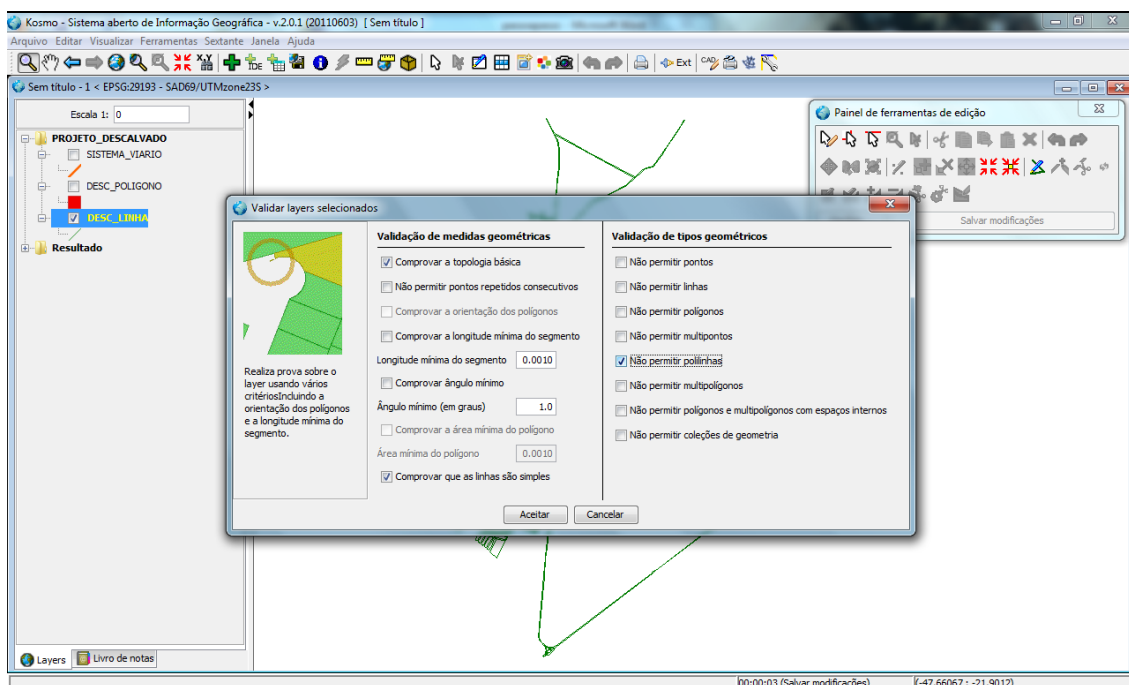 Kosmo - Sistema aberto de Informação Geográfica - v.2.0.1 (20110603) [ Sem título ]
Arquivo Editar Visualizar Ferramentas Sextante Janela Ajuda
Ext
CAD
Sem título - 1 < EPSG:29193 - SAD69/UTMzone23S >
Escala 1: 0
PROJETO_DESCALVADO
SISTEMA_VIARIO
DESC_POLIGONO
DESC_LINHA
Resultado
Painel de ferramentas de edição
Salvar modificações
Validar layers selecionados
Realiza prova sobre o
layer usando vários
critériosIncluindo a
orientação dos polígonos
e a longitude mínima do
segmento.
Validação de medidas geométricas
Comprovar a topologia básica
Não permitir pontos repetidos consecutivos
Comprovar a orientação dos polígonos
Comprovar a longitude mínima do segmento
Longitude mínima do segmento 0.0010
Comprovar ângulo mínimo
Ângulo mínimo (em graus) 1.0
Comprovar a área mínima do polígono
Área mínima do polígono 0.0010
Comprovar que as linhas são simples
Validação de tipos geométricos
Não permitir pontos
Não permitir linhas
Não permitir polígonos
Não permitir multipontos
Não permitir polilinhas
Não permitir multipolígonos
Não permitir polígonos e multipolígonos com espaços internos
Não permitir coleções de geometria
Aceitar Cancelar
Layers Livro de notas
00:00:03 (Salvar modificações) (-47.66067 ; -21.9012)